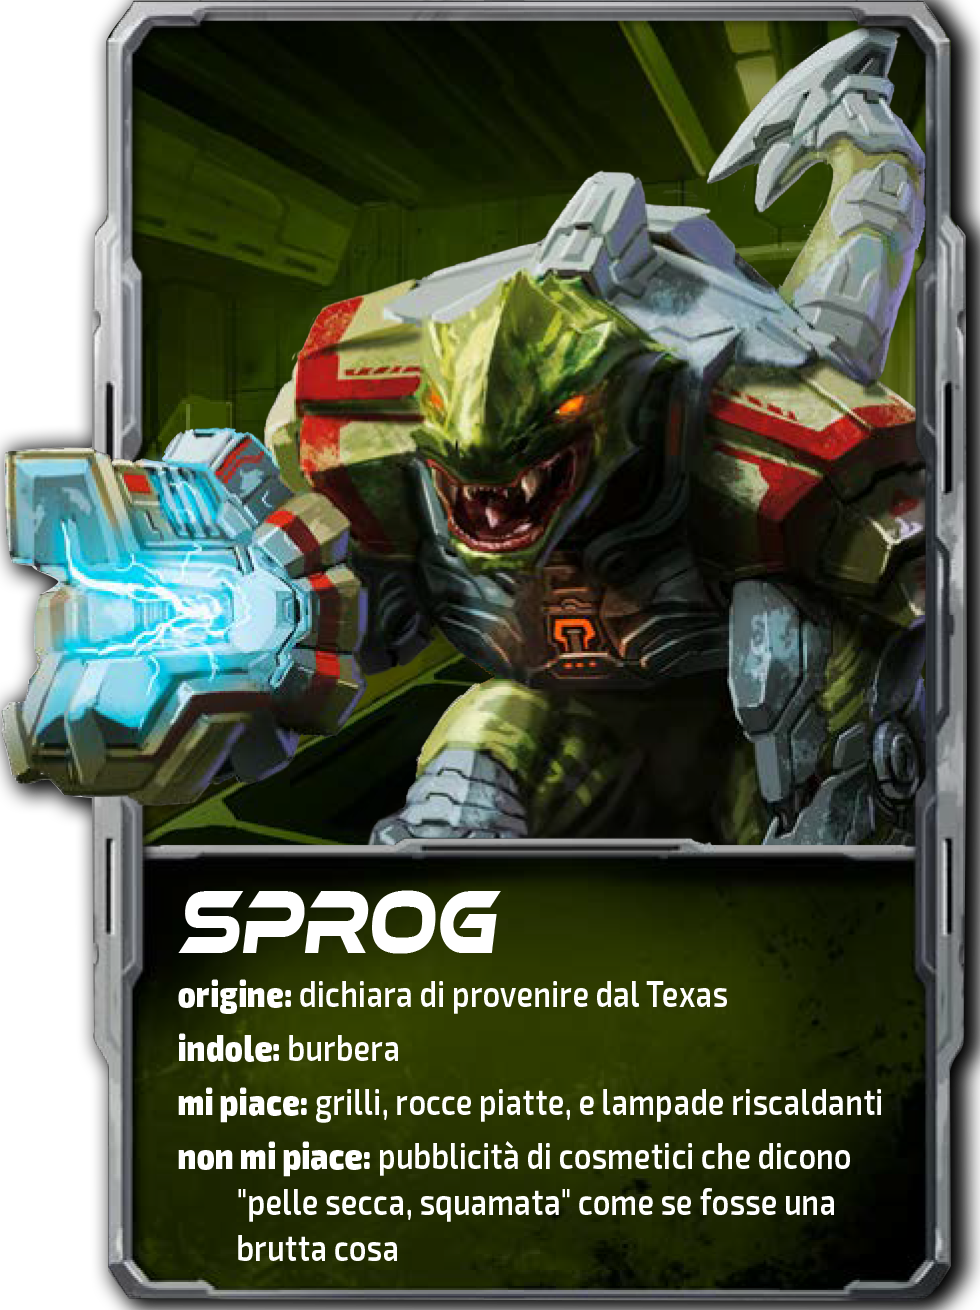 SPROG
origine: dichiara di provenire dal Texas
indole: burbera
mi piace: grilli, rocce piatte, e lampade riscaldanti
non mi piace: pubblicità di cosmetici che dicono
"pelle secca, squamata" come se fosse una
brutta cosa